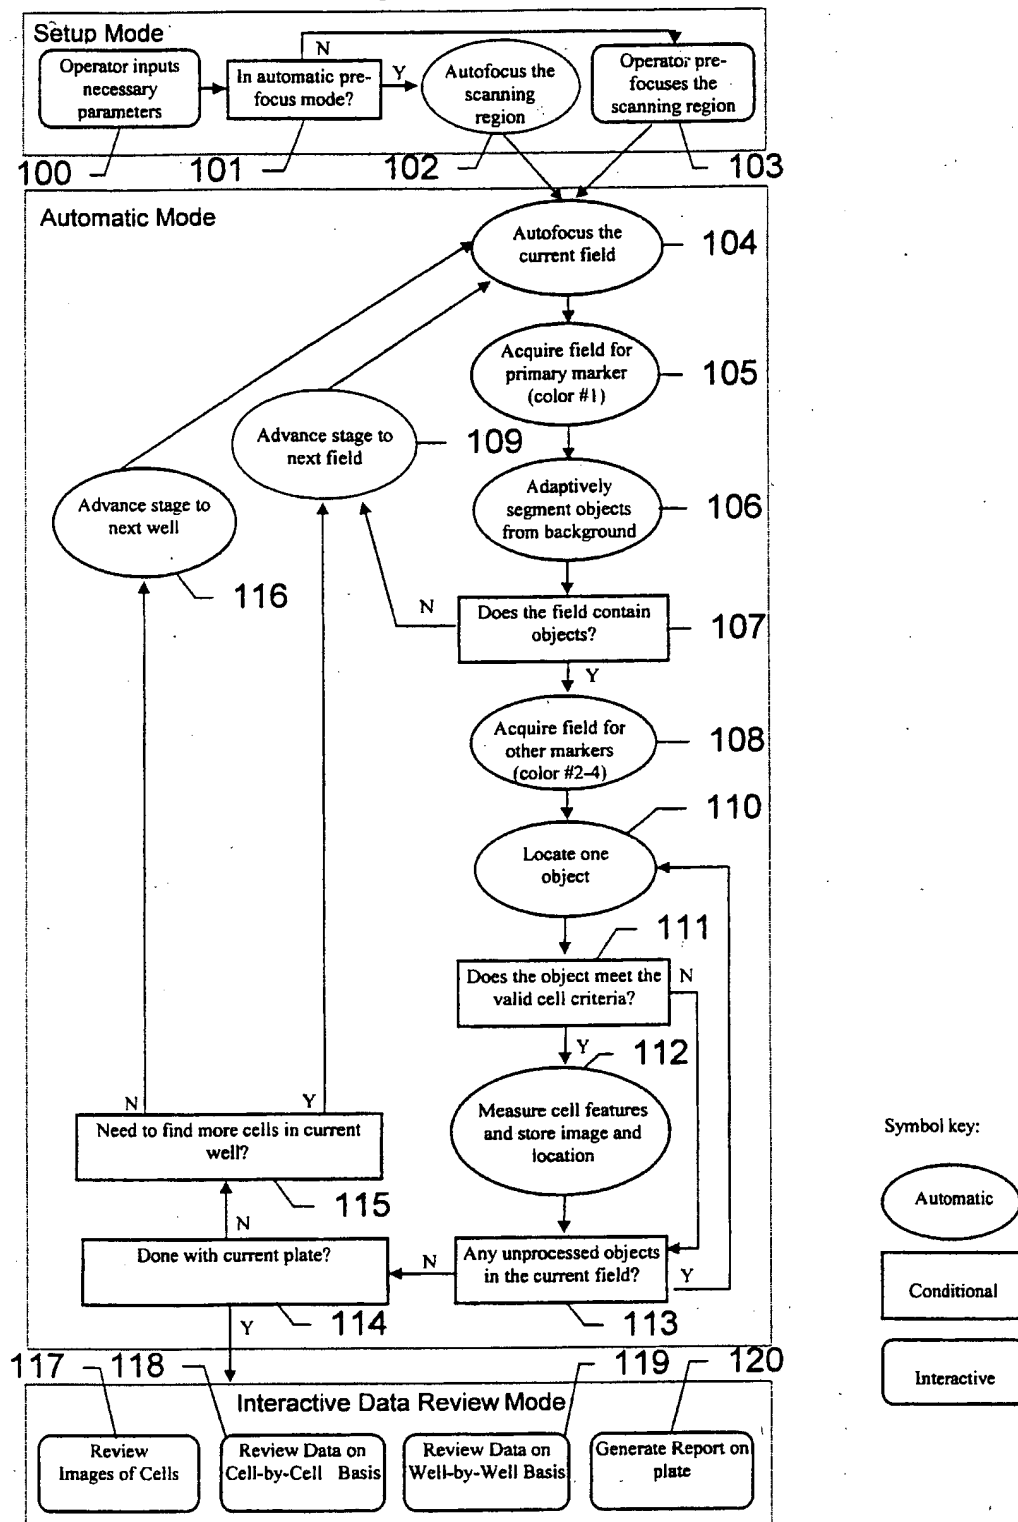 Setup Mode
Operator inputs
necessary
parameters
N
In automatic pre-
focus mode?
Y
Autofocus the
scanning
region
Operator pre-
focuses the
scanning region
100
101
102
103
Automatic Mode
Autofocus the
current field
104
Acquire field for
primary marker
(color #1)
105
Advance stage to
next field
109
Adaptively
segment objects
from background
106
Advance stage to
next well
116
N
Does the field contain
objects?
107
Y
Acquire field for
other markers
(color #2-4)
108
110
Locate one
object
111
Does the object meet the
valid cell criteria?
N
Y
112
Measure cell features
and store image and
location
N
Y
Need to find more cells in current
well?
115
N
Done with current plate?
114
N
Any unprocessed objects
in the current field?
Y
113
Y
Symbol key:
Automatic
Conditional
Interactive
117
118
119
120
Interactive Data Review Mode
Review
Images of Cells
Review Data on
Cell-by-Cell Basis
Review Data on
Well-by-Well Basis
Generate Report on
plate